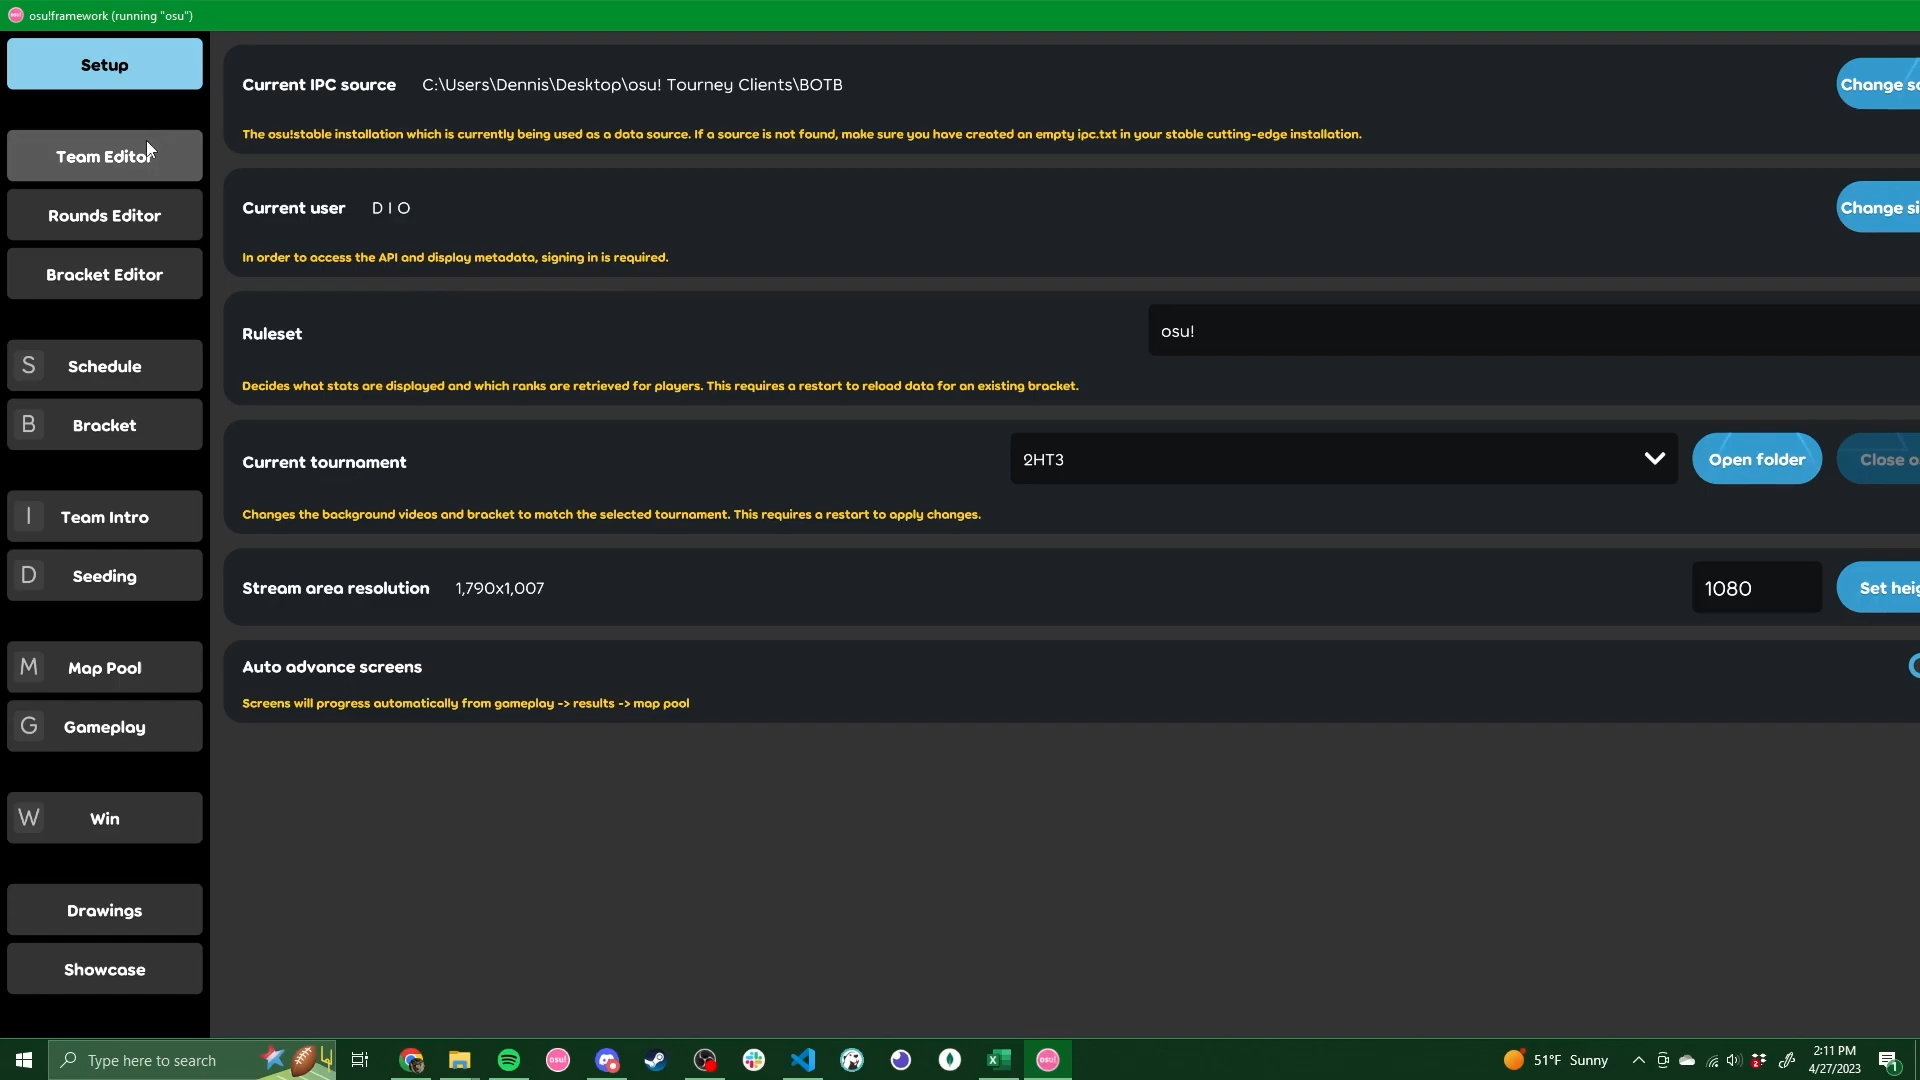 osu!framework (running "osu")
Setup
Team Editor
Rounds Editor
Bracket Editor
S Schedule
B Bracket
I Team Intro
D Seeding
M Map Pool
G Gameplay
W Win
Drawings
Showcase
Current IPC source C:\Users\Dennis\Desktop\osu! Tourney Clients\BOTB
Change so
The osu!stable installation which is currently being used as a data source. If a source is not found, make sure you have created an empty ipc.txt in your stable cutting-edge installation.
Current user D I O
Change si
In order to access the API and display metadata, signing in is required.
Ruleset
osu!
Decides what stats are displayed and which ranks are retrieved for players. This requires a restart to reload data for an existing bracket.
Current tournament
2HT3
Open folder
Close o
Changes the background videos and bracket to match the selected tournament. This requires a restart to apply changes.
Stream area resolution 1,790x1,007
1080
Set heig
Auto advance screens
Screens will progress automatically from gameplay -> results -> map pool
Type here to search
osu!
osu!
51°F Sunny
2:11 PM
4/27/2023
1